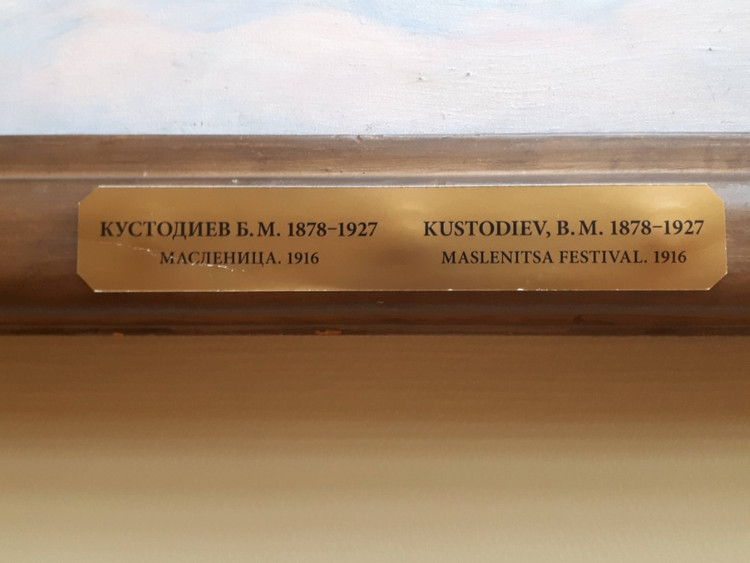 КУСТОДИЕВ Б.М. 1878–1927
МАСЛЕНИЦА. 1916
KUSTODIEV, B.M. 1878–1927
MASLENITSA FESTIVAL. 1916